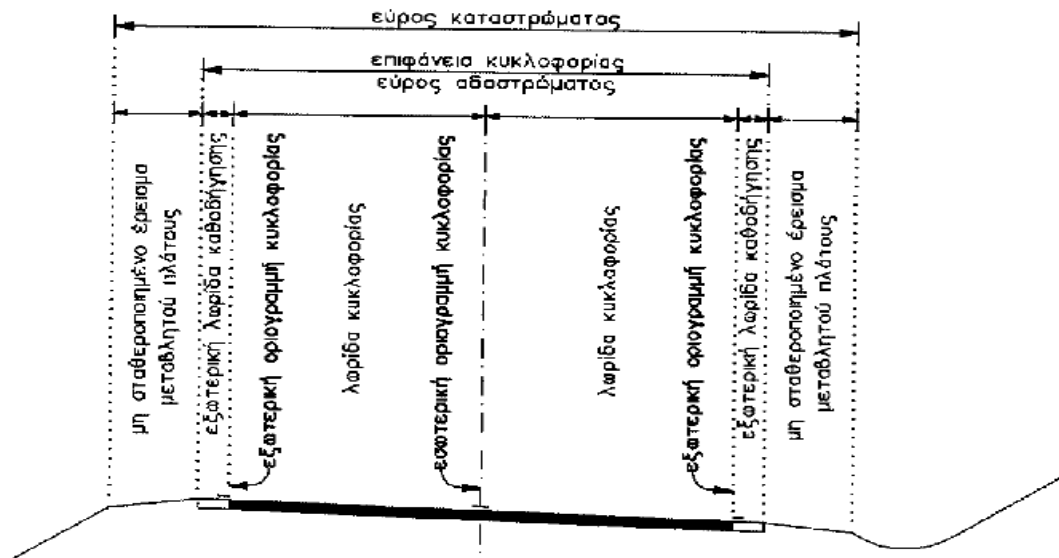 εύρος καταστρώματος
επιφάνεια κυκλοφορίας
εύρος οδοστρώματος
μη σταθεροποιημένο έρεισμα
μεταβλητού πλάτους
εξωτερική λωρίδα καθοδήγησης
εξωτερική οριογραμμή κυκλοφορίας
λωρίδα κυκλοφορίας
εσωτερική οριογραμμή κυκλοφορίας
λωρίδα κυκλοφορίας
εξωτερική οριογραμμή κυκλοφορίας
εξωτερική λωρίδα καθοδήγησης
μη σταθεροποιημένο έρεισμα
μεταβλητού πλάτους